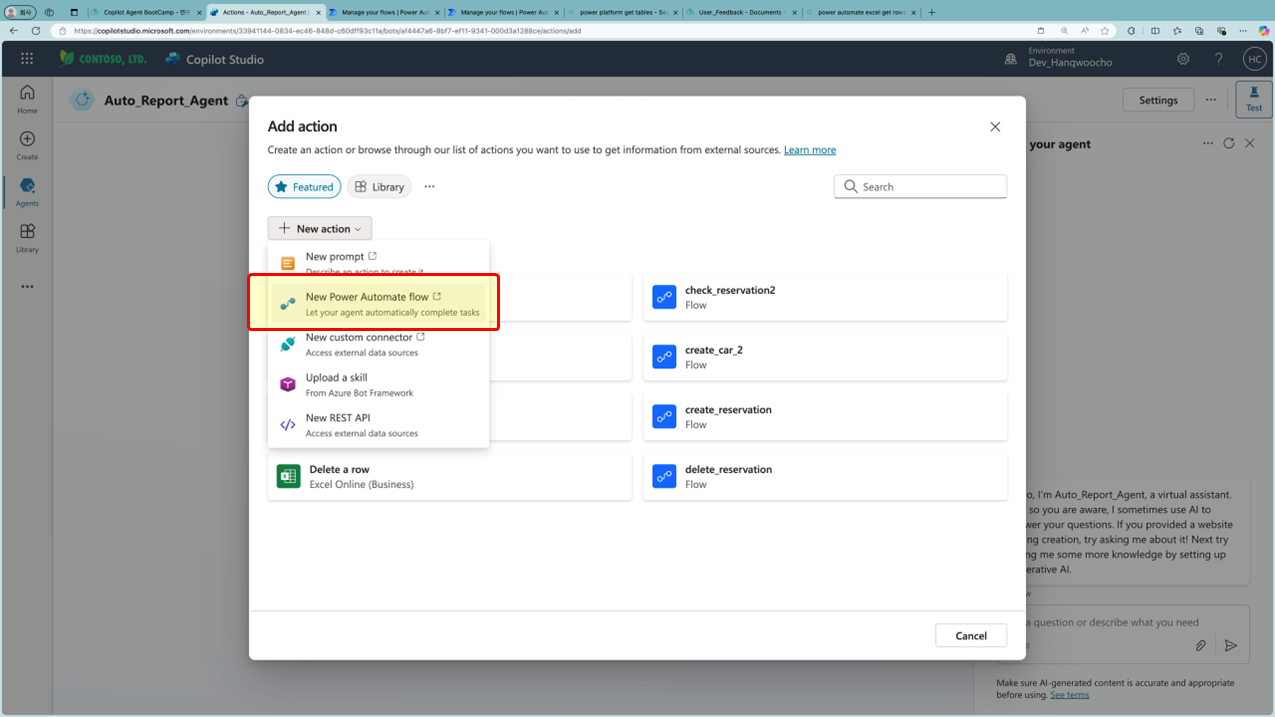 회사
Copilot Agent BootCamp - 팬구
Actions - Auto_Report_Agent |
Manage your flows | Power Aut
Manage your flows | Power Aut
power platform get tables - Sea
User_Feedback - Documents -
power automate excel get rows
https://copilotstudio.microsoft.com/environments/33941144-0834-ec46-848d-c60dff93c11a/bots/af4447a6-8bf7-ef11-9341-000d3a1288ce/actions/add
CONTOSO, LTD.
Copilot Studio
Environment
Dev_Hangwoocho
HC
Home
Create
Agents
Library
Auto_Report_Agent
Settings
Test
your agent
Add action
Create an action or browse through our list of actions you want to use to get information from external sources. Learn more
Featured
Library
Search
New action
New prompt
Describe an action to create it
New Power Automate flow
Let your agent automatically complete tasks
New custom connector
Access external data sources
Upload a skill
From Azure Bot Framework
New REST API
Access external data sources
check_reservation2
Flow
create_car_2
Flow
create_reservation
Flow
Delete a row
Excel Online (Business)
delete_reservation
Flow
Cancel
o, I'm Auto_Report_Agent, a virtual assistant.
so you are aware, I sometimes use AI to
wer your questions. If you provided a website
ng creation, try asking me about it! Next try
ng me some more knowledge by setting up
erative AI.
a question or describe what you need
Make sure AI-generated content is accurate and appropriate
before using. See terms